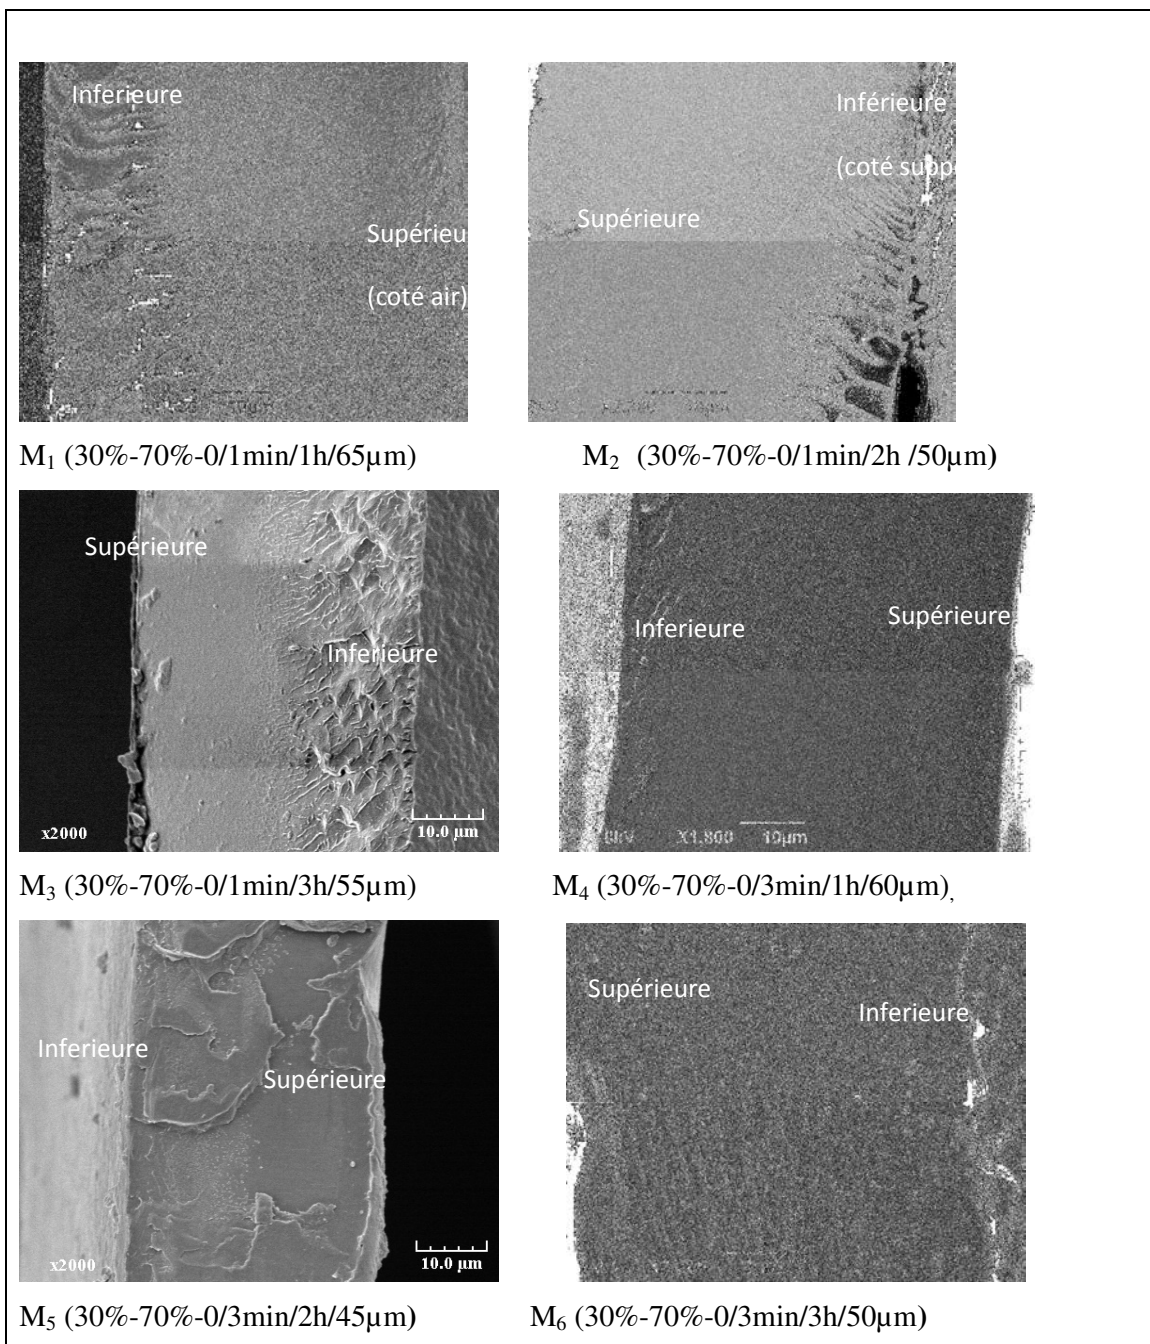 Inferieure
Supérieu
(coté air)
Inférieure
(coté supp
Supérieure
M₁ (30%-70%-0/1min/1h/65µm)
M₂ (30%-70%-0/1min/2h /50µm)
Supérieure
Inferieure
x2000
10.0 µm
Inferieure
Supérieure
X1,800
10µm
M₃ (30%-70%-0/1min/3h/55µm)
M₄ (30%-70%-0/3min/1h/60µm),
Inferieure
Supérieure
x2000
10.0 µm
Supérieure
Inferieure
M₅ (30%-70%-0/3min/2h/45µm)
M₆ (30%-70%-0/3min/3h/50µm)